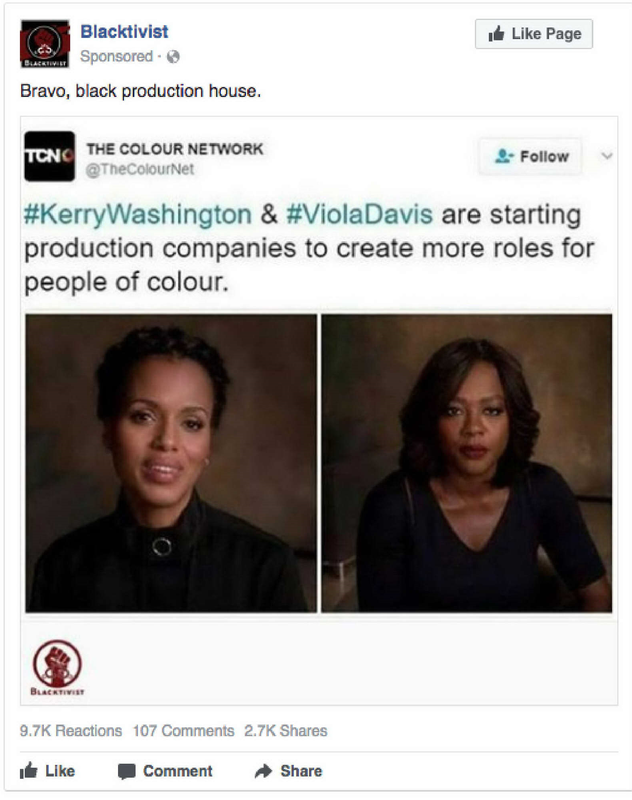 Blacktivist
Like Page
Sponsored ·
BLACKTIVIST
Bravo, black production house.
TCN
THE COLOUR NETWORK
@TheColourNet
Follow
#KerryWashington & #ViolaDavis are starting
production companies to create more roles for
people of colour.
BLACKTIVIST
9.7K Reactions 107 Comments 2.7K Shares
Like Comment Share